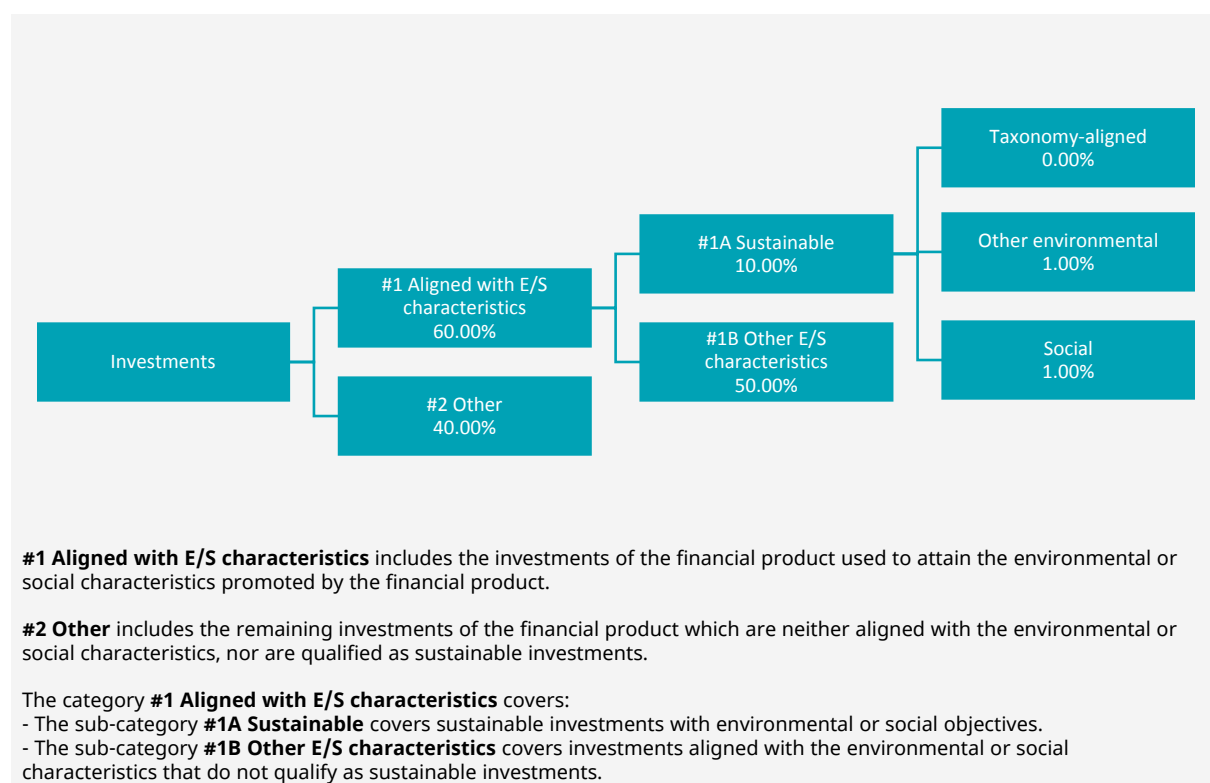 Investments
#1 Aligned with E/S
characteristics
60.00%
#2 Other
40.00%
#1A Sustainable
10.00%
#1B Other E/S
characteristics
50.00%
Taxonomy-aligned
0.00%
Other environmental
1.00%
Social
1.00%
#1 Aligned with E/S characteristics includes the investments of the financial product used to attain the environmental or
social characteristics promoted by the financial product.
#2 Other includes the remaining investments of the financial product which are neither aligned with the environmental or
social characteristics, nor are qualified as sustainable investments.
The category #1 Aligned with E/S characteristics covers:
- The sub-category #1A Sustainable covers sustainable investments with environmental or social objectives.
- The sub-category #1B Other E/S characteristics covers investments aligned with the environmental or social
characteristics that do not qualify as sustainable investments.